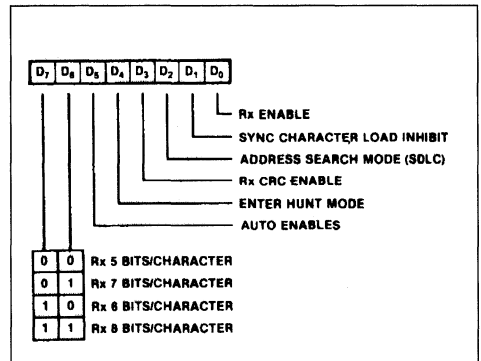 D7 D6 D5 D4 D3 D2 D1 D0
Rx ENABLE
SYNC CHARACTER LOAD INHIBIT
ADDRESS SEARCH MODE (SDLC)
Rx CRC ENABLE
ENTER HUNT MODE
AUTO ENABLES
0 0 Rx 5 BITS/CHARACTER
0 1 Rx 7 BITS/CHARACTER
1 0 Rx 6 BITS/CHARACTER
1 1 Rx 8 BITS/CHARACTER